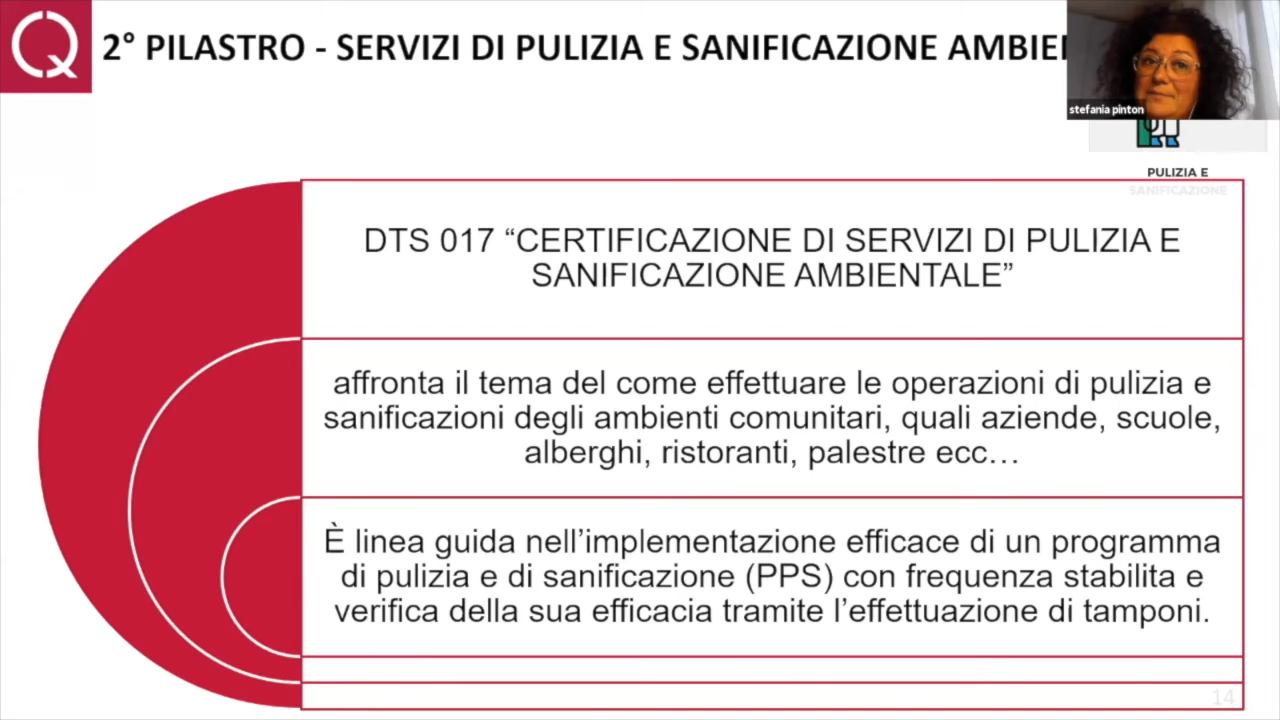 2° PILASTRO - SERVIZI DI PULIZIA E SANIFICAZIONE
stefania pinton
PULIZIA E
SANIFICAZIONE
DTS 017 “CERTIFICAZIONE DI SERVIZI DI PULIZIA E
SANIFICAZIONE AMBIENTALE”
affronta il tema del come effettuare le operazioni di pulizia e
sanificazioni degli ambienti comunitari, quali aziende, scuole,
alberghi, ristoranti, palestre ecc…
È linea guida nell’implementazione efficace di un programma
di pulizia e di sanificazione (PPS) con frequenza stabilita e
verifica della sua efficacia tramite l’effettuazione di tamponi.
14